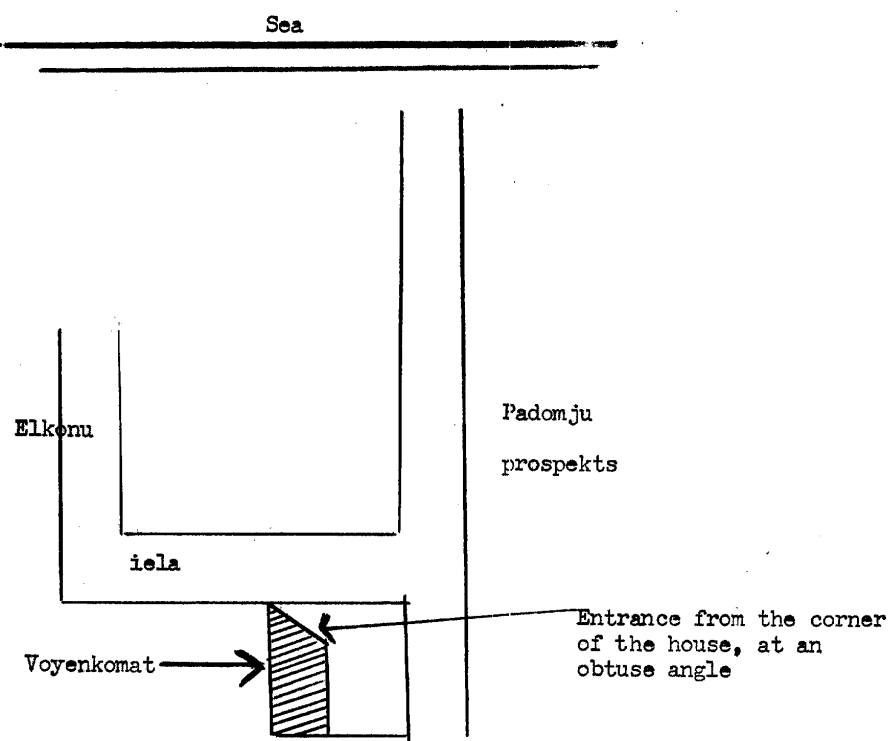 Sea
Elkonu
Padomju
prospekts
iela
Entrance from the corner
of the house, at an
obtuse angle
Voyenkomat